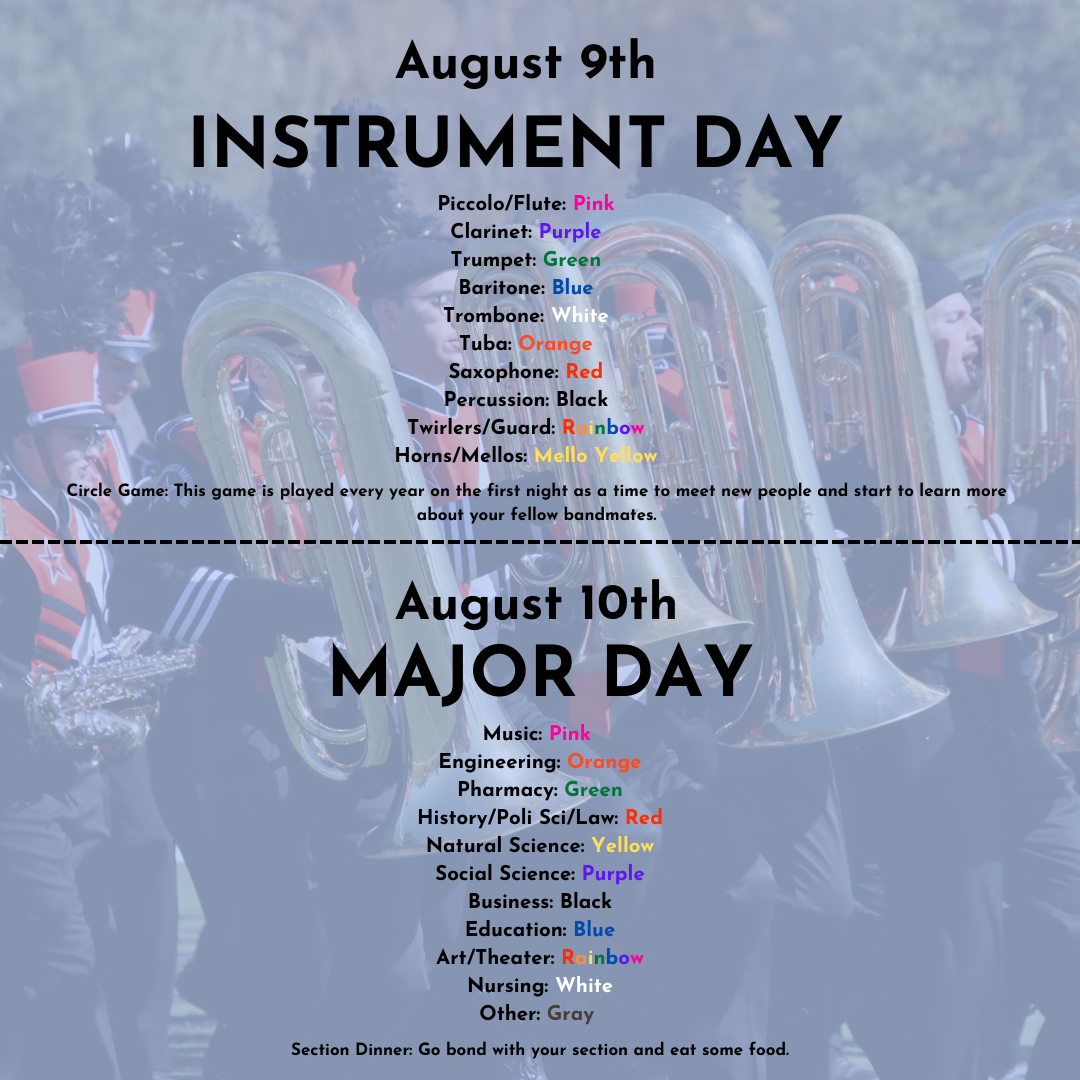 August 9th
INSTRUMENT DAY
Piccolo/Flute: Pink
Clarinet: Purple
Trumpet: Green
Baritone: Blue
Trombone: White
Tuba: Orange
Saxophone: Red
Percussion: Black
Twirlers/Guard: Rainbow
Horns/Mellos: Mello Yellow
Circle Game: This game is played every year on the first night as a time to meet new people and start to learn more
about your fellow bandmates.
August 10th
MAJOR DAY
Music: Pink
Engineering: Orange
Pharmacy: Green
History/Poli Sci/Law: Red
Natural Science: Yellow
Social Science: Purple
Business: Black
Education: Blue
Art/Theater: Rainbow
Nursing: White
Other: Gray
Section Dinner: Go bond with your section and eat some food.